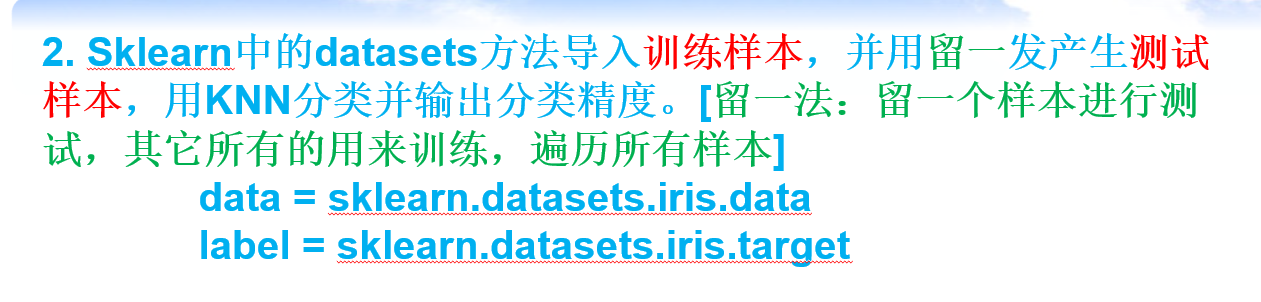 2. Sklearn中的datasets方法导入训练样本，并用留一发产生测试
样本，用KNN分类并输出分类精度。[留一法：留一个样本进行测
试，其它所有的用来训练，遍历所有样本]
data = sklearn.datasets.iris.data
label = sklearn.datasets.iris.target